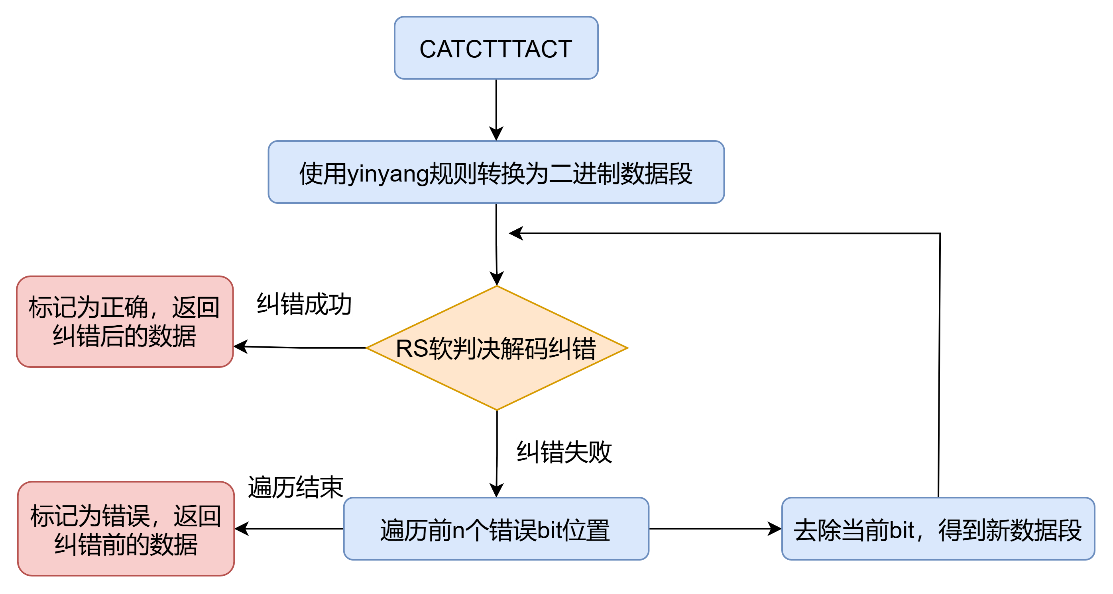 CATCTTTACT
使用yinyang规则转换为二进制数据段
标记为正确，返回
纠错后的数据
纠错成功
RS软判决解码纠错
纠错失败
遍历结束
标记为错误，返回
纠错前的数据
遍历前n个错误bit位置
去除当前bit，得到新数据段